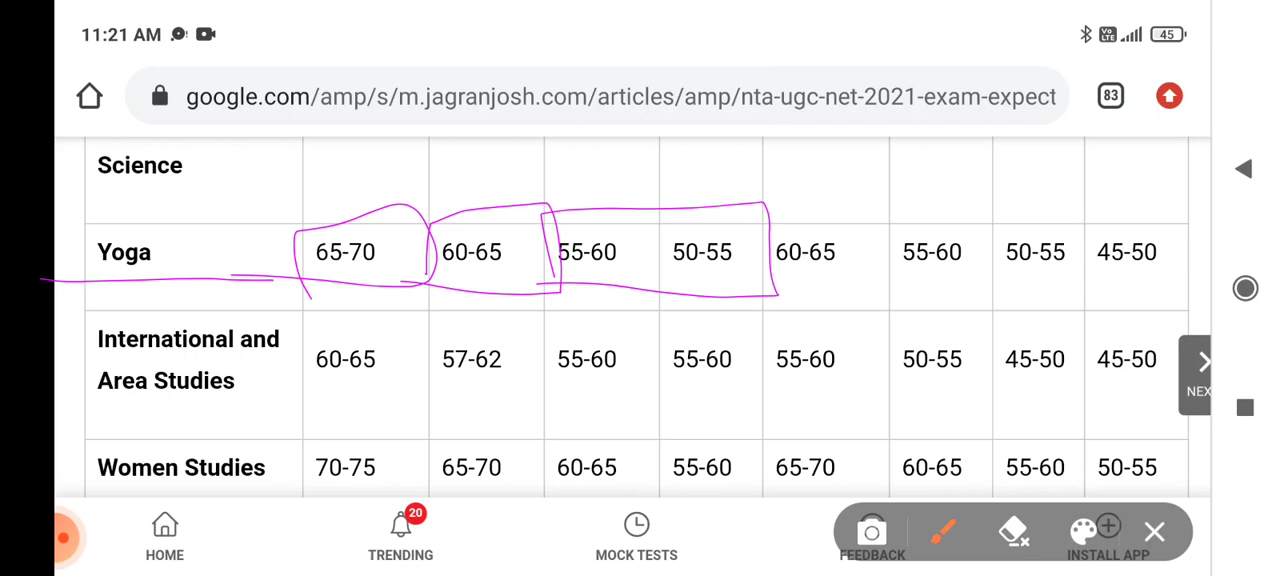 11:21 AM
Vo LTE 45
google.com/amp/s/m.jagranjosh.com/articles/amp/nta-ugc-net-2021-exam-expect 83
Science
Yoga 65-70 60-65 55-60 50-55 60-65 55-60 50-55 45-50
International and
Area Studies 60-65 57-62 55-60 55-60 55-60 50-55 45-50 45-50
NEX
Women Studies 70-75 65-70 60-65 55-60 65-70 60-65 55-60 50-55
20
HOME TRENDING MOCK TESTS FEEDBACK INSTALL APP